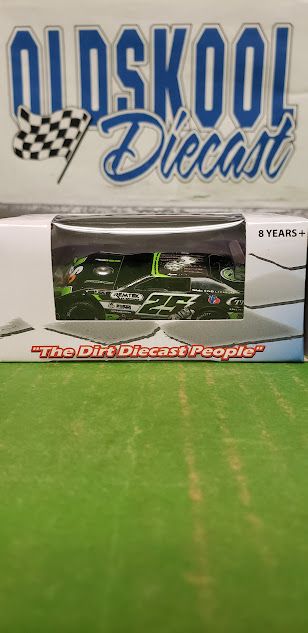 OLDSKOOL
Diecast
8 YEARS +
25
"The Dirt Diecast People"